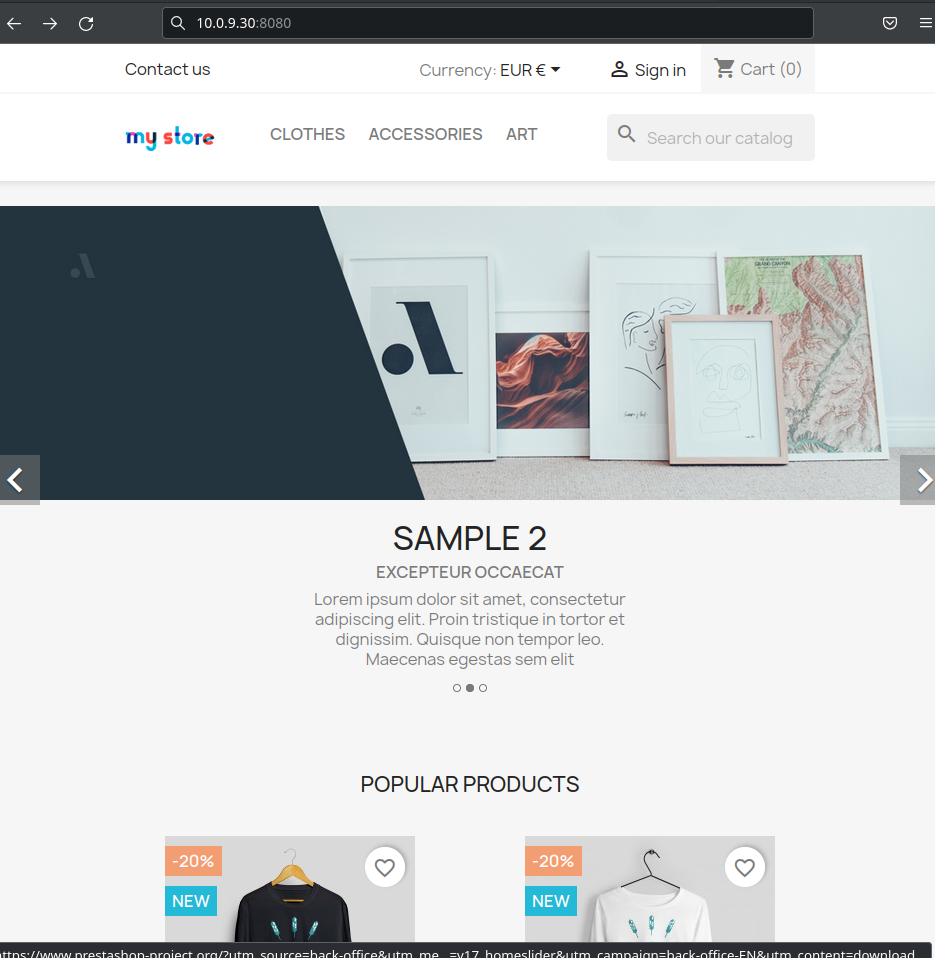 10.0.9.30:8080
Contact us
Currency: EUR €
Sign in
Cart (0)
my store
CLOTHES
ACCESSORIES
ART
Search our catalog
GRAND CANYON
SAMPLE 2
EXCEPTEUR OCCAECAT
Lorem ipsum dolor sit amet, consectetur
adipiscing elit. Proin tristique in tortor et
dignissim. Quisque non tempor leo.
Maecenas egestas sem elit
POPULAR PRODUCTS
-20%
NEW
-20%
NEW
https://www.prestashop-project.org/?utm_source=back-office&utm_me…=v17_homeslider&utm_campaign=back-office-EN&utm_content=download